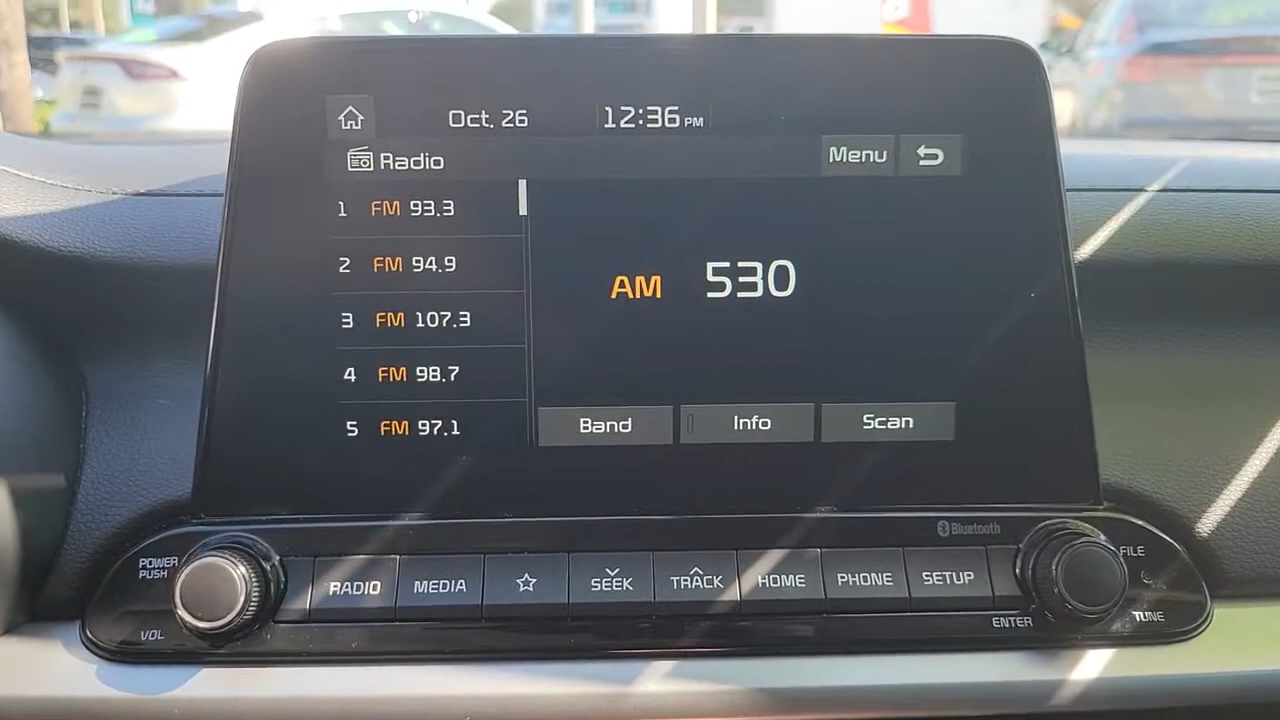 Oct. 26 12:36 PM
Radio Menu
1 FM 93.3
2 FM 94.9
3 FM 107.3
4 FM 98.7
5 FM 97.1
AM 530
Band Info Scan
Bluetooth
POWER
PUSH
VOL
RADIO MEDIA SEEK TRACK HOME PHONE SETUP
FILE
ENTER
TUNE